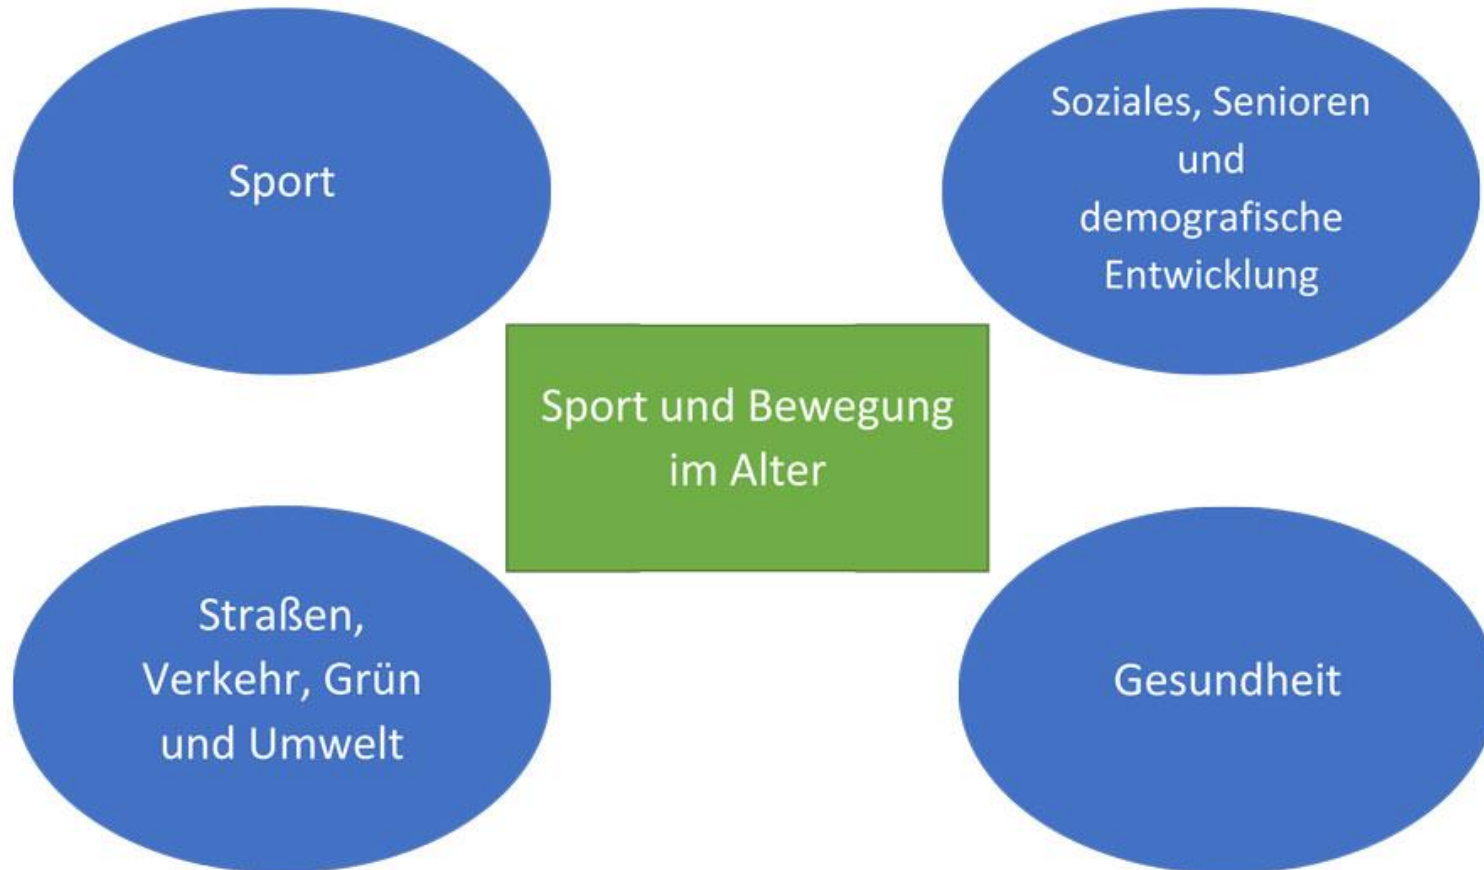 Sport
Soziales, Senioren
und
demografische
Entwicklung
Sport und Bewegung
im Alter
Straßen,
Verkehr, Grün
und Umwelt
Gesundheit